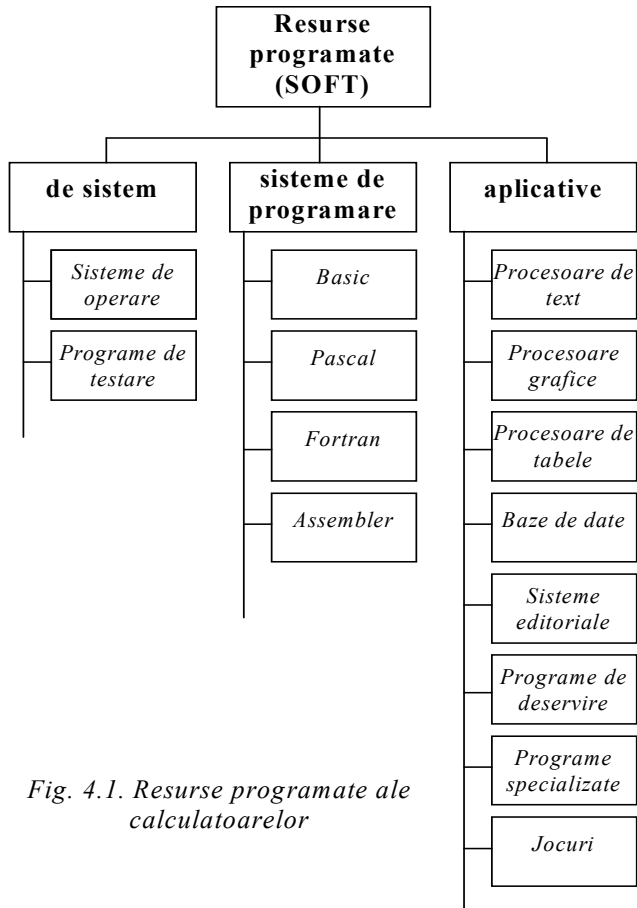 Resurse
programate
(SOFT)
de sistem
Sisteme de
operare
Programe de
testare
sisteme de
programare
Basic
Pascal
Fortran
Assembler
aplicative
Procesoare de
text
Procesoare
grafice
Procesoare de
tabele
Baze de date
Sisteme
editoriale
Programe de
deservire
Programe
specializate
Jocuri
Fig. 4.1. Resurse programate ale
calculatoarelor